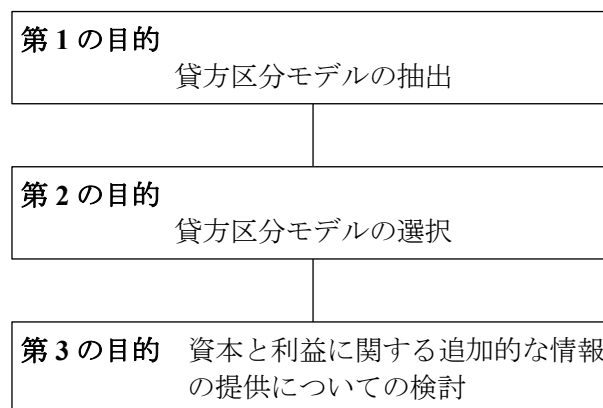 第 1 の目的
貸方区分モデルの抽出
第 2 の目的
貸方区分モデルの選択
第 3 の目的 資本と利益に関する追加的な情報
の提供についての検討